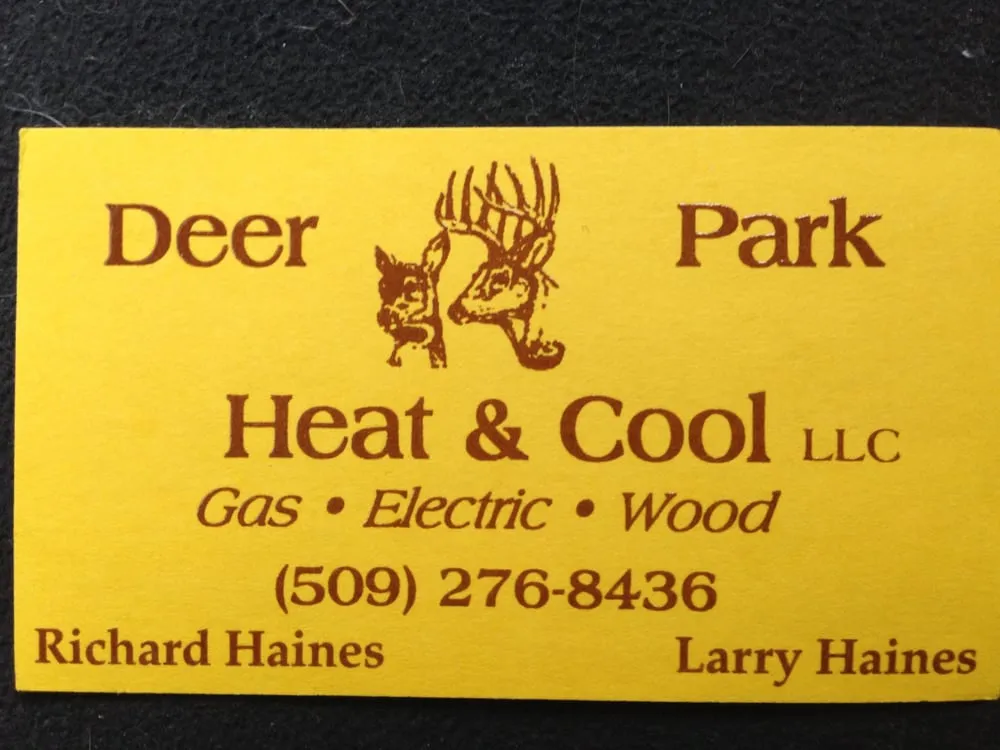 Deer Park
Heat & Cool LLC
Gas • Electric • Wood
(509) 276-8436
Richard Haines Larry Haines